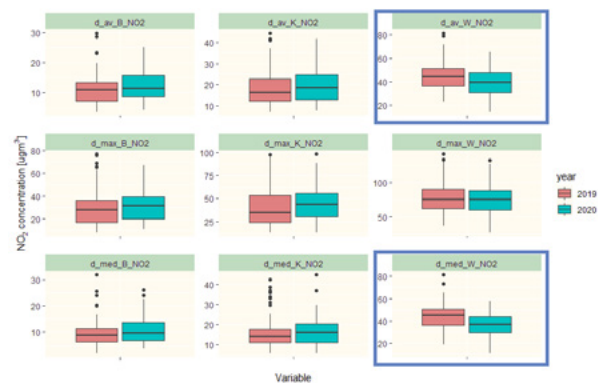 d_av_B_NO2
d_av_K_NO2
d_av_W_NO2
30
20
10
40
30
20
10
80
60
40
20
d_max_B_NO2
d_max_K_NO2
d_max_W_NO2
80
60
40
20
100
75
50
25
100
50
d_med_B_NO2
d_med_K_NO2
d_med_W_NO2
30
20
10
40
30
20
10
80
60
40
20
NO₂ concentration [ugm³]
Variable
year
2019
2020